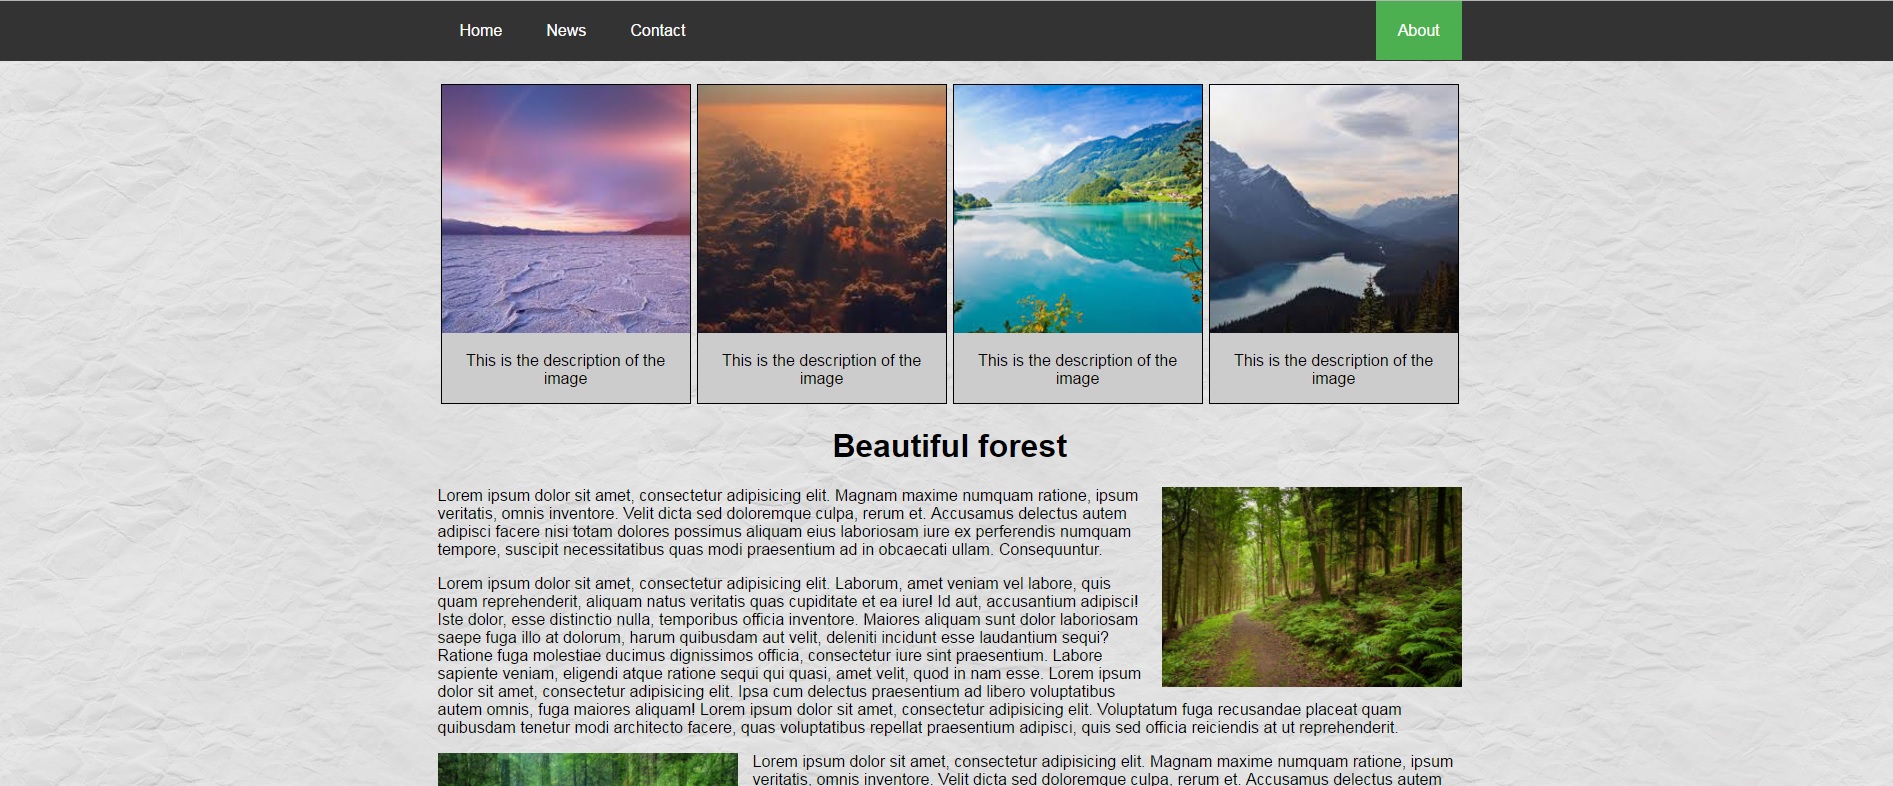 Home News Contact About
This is the description of the
image
This is the description of the
image
This is the description of the
image
This is the description of the
image
Beautiful forest
Lorem ipsum dolor sit amet, consectetur adipisicing elit. Magnam maxime numquam ratione, ipsum
veritatis, omnis inventore. Velit dicta sed doloremque culpa, rerum et. Accusamus delectus autem
adipisci facere nisi totam dolores possimus aliquam eius laboriosam iure ex perferendis numquam
tempore, suscipit necessitatibus quas modi praesentium ad in obcaecati ullam. Consequuntur.
Lorem ipsum dolor sit amet, consectetur adipisicing elit. Laborum, amet veniam vel labore, quis
quam reprehenderit, aliquam natus veritatis quas cupiditate et ea iure! Id aut, accusantium adipisci!
Iste dolor, esse distinctio nulla, temporibus officia inventore. Maiores aliquam sunt dolor laboriosam
saepe fuga illo at dolorum, harum quibusdam aut velit, deleniti incidunt esse laudantium sequi?
Ratione fuga molestiae ducimus dignissimos officia, consectetur iure sint praesentium. Labore
sapiente veniam, eligendi atque ratione sequi qui quasi, amet velit, quod in nam esse. Lorem ipsum
dolor sit amet, consectetur adipisicing elit. Ipsa cum delectus praesentium ad libero voluptatibus
autem omnis, fuga maiores aliquam! Lorem ipsum dolor sit amet, consectetur adipisicing elit. Voluptatum fuga recusandae placeat quam
quibusdam tenetur modi architecto facere, quas voluptatibus repellat praesentium adipisci, quis sed officia reiciendis at ut reprehenderit.
Lorem ipsum dolor sit amet, consectetur adipisicing elit. Magnam maxime numquam ratione, ipsum
veritatis, omnis inventore. Velit dicta sed doloremque culpa, rerum et. Accusamus delectus autem